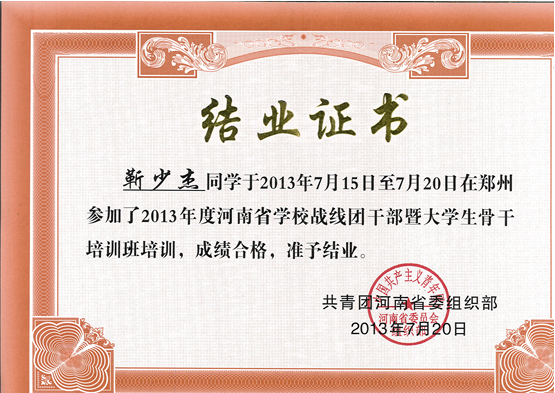 结业证书
靳少杰同学于2013年7月15日至7月20日在郑州
参加了2013年度河南省学校战线团干部暨大学生骨干
培训班培训，成绩合格，准予结业。
共青团河南省委组织部
2013年7月20日
中国共产主义青年团
河南省委员会
组织部